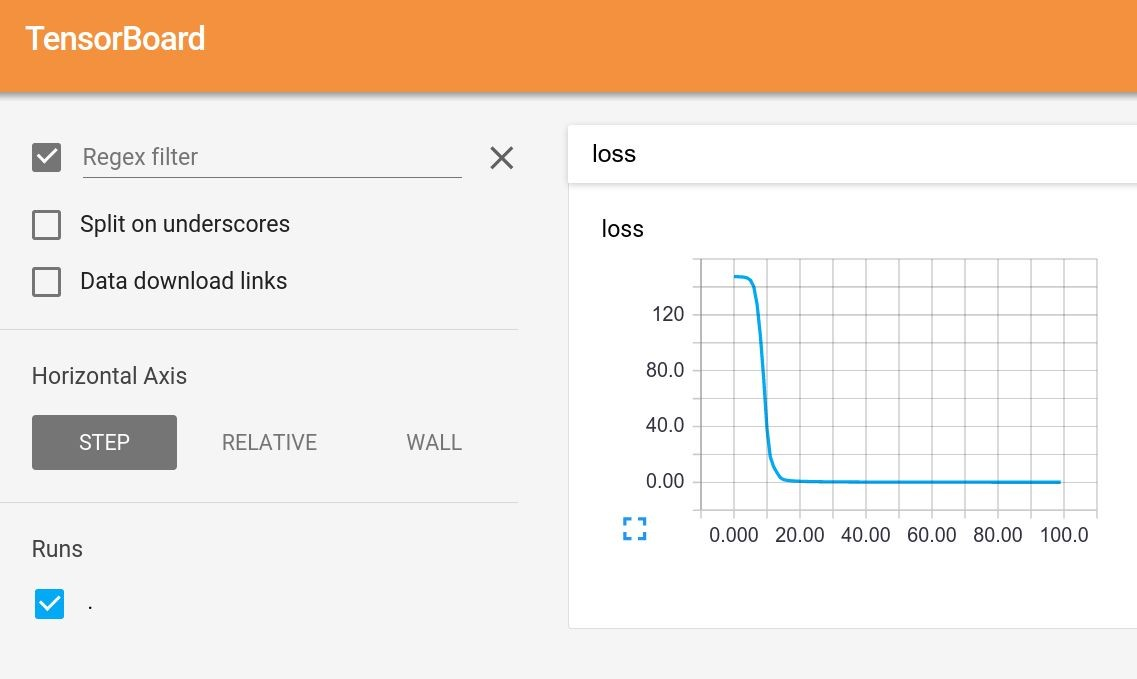 TensorBoard
Regex filter
Split on underscores
Data download links
Horizontal Axis
STEP RELATIVE WALL
Runs
.
loss
loss
120
80.0
40.0
0.00
0.000 20.00 40.00 60.00 80.00 100.0